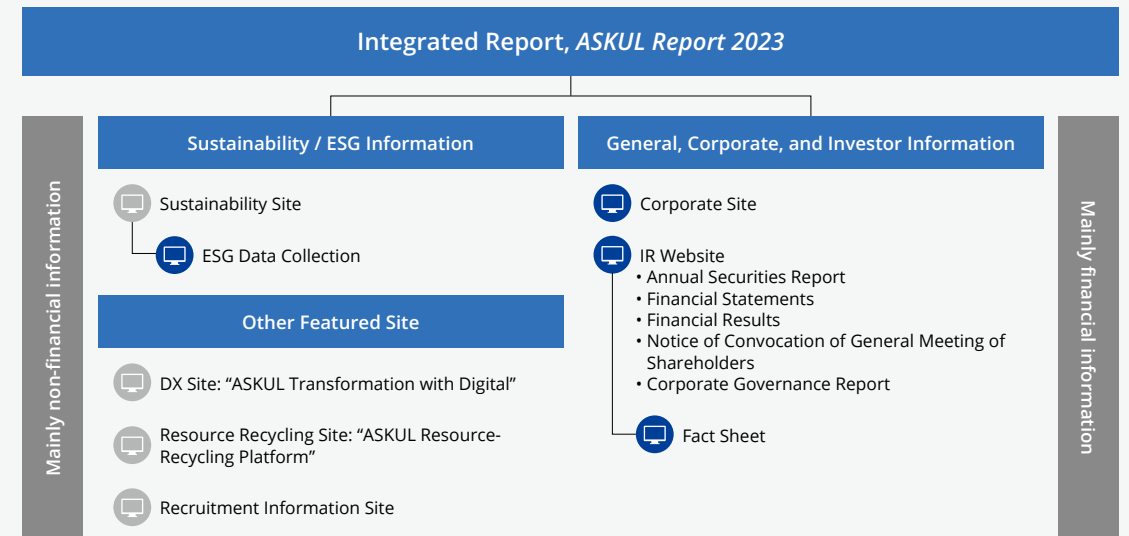 Integrated Report, ASKUL Report 2023
Mainly non-financial information
Sustainability / ESG Information
Sustainability Site
ESG Data Collection
Other Featured Site
DX Site: “ASKUL Transformation with Digital”
Resource Recycling Site: “ASKUL Resource-
Recycling Platform”
Recruitment Information Site
General, Corporate, and Investor Information
Corporate Site
IR Website
• Annual Securities Report
• Financial Statements
• Financial Results
• Notice of Convocation of General Meeting of
Shareholders
• Corporate Governance Report
Fact Sheet
Mainly financial information